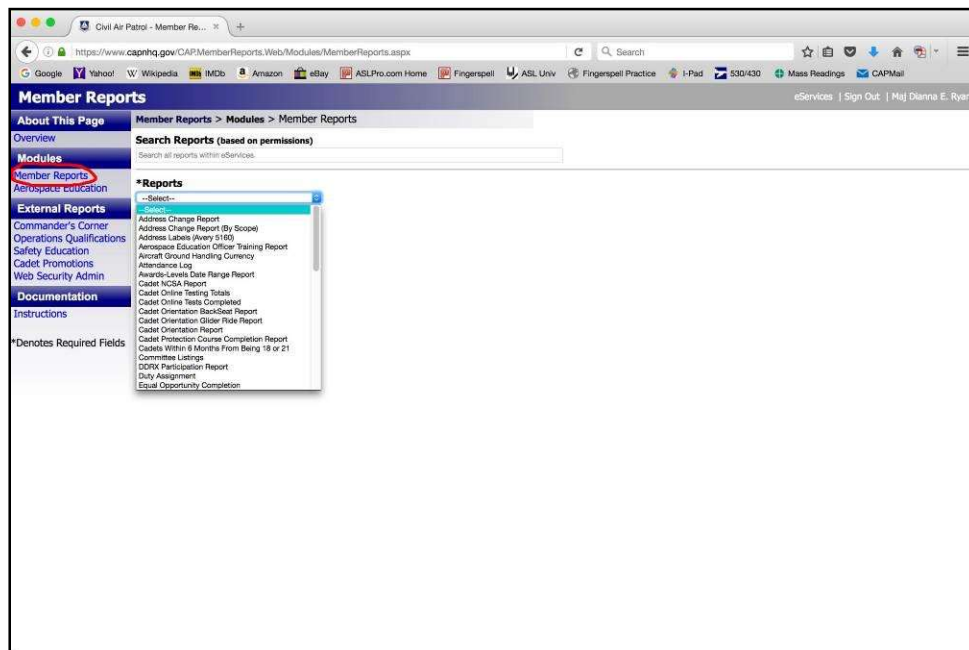 Civil Air Patrol - Member Re...
https://www.capnhq.gov/CAP.MemberReports.Web/Modules/MemberReports.aspx
Search
Google Yahoo! Wikipedia IMDb Amazon eBay ASLPro.com Home Fingerspell ASL Univ Fingerspell Practice I-Pad 530/430 Mass Readings CAPMail
Member Reports
eServices | Sign Out | Maj Dianna E. Ryan
About This Page
Overview
Modules
Member Reports
Aerospace Education
External Reports
Commander's Corner
Operations Qualifications
Safety Education
Cadet Promotions
Web Security Admin
Documentation
Instructions
*Denotes Required Fields
Member Reports > Modules > Member Reports
Search Reports (based on permissions)
Search all reports within eServices.
*Reports
--Select--
--Select--
Address Change Report
Address Change Report (By Scope)
Address Labels (Avery 5160)
Aerospace Education Officer Training Report
Aircraft Ground Handling Currency
Attendance Log
Awards-Levels Date Range Report
Cadet NCSA Report
Cadet Online Testing Totals
Cadet Online Tests Completed
Cadet Orientation BackSeat Report
Cadet Orientation Glider Ride Report
Cadet Orientation Report
Cadet Protection Course Completion Report
Cadets Within 6 Months From Being 18 or 21
Committee Listings
DDRX Participation Report
Duty Assignment
Equal Opportunity Completion